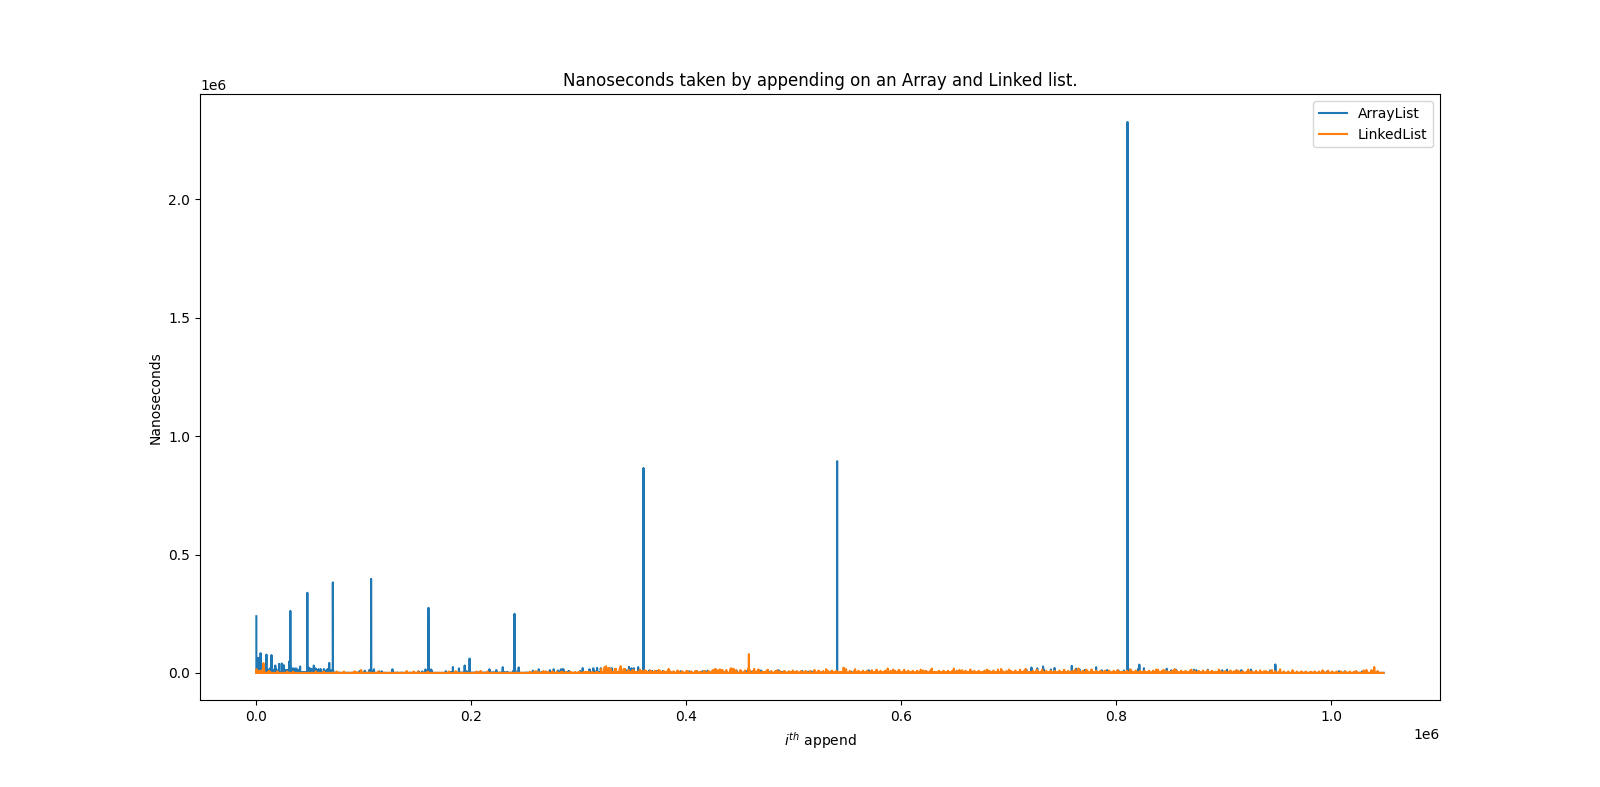 Nanoseconds taken by appending on an Array and Linked list.
1e6
ArrayList
LinkedList
2.0
1.5
1.0
0.5
0.0
Nanoseconds
0.0 0.2 0.4 0.6 0.8 1.0
1e6
i^th append